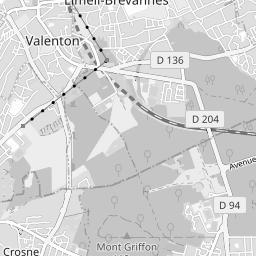 Limeil-Brévannes
Valenton
D 136
D 204
Avenue
D 94
Crosne
Mont Griffon